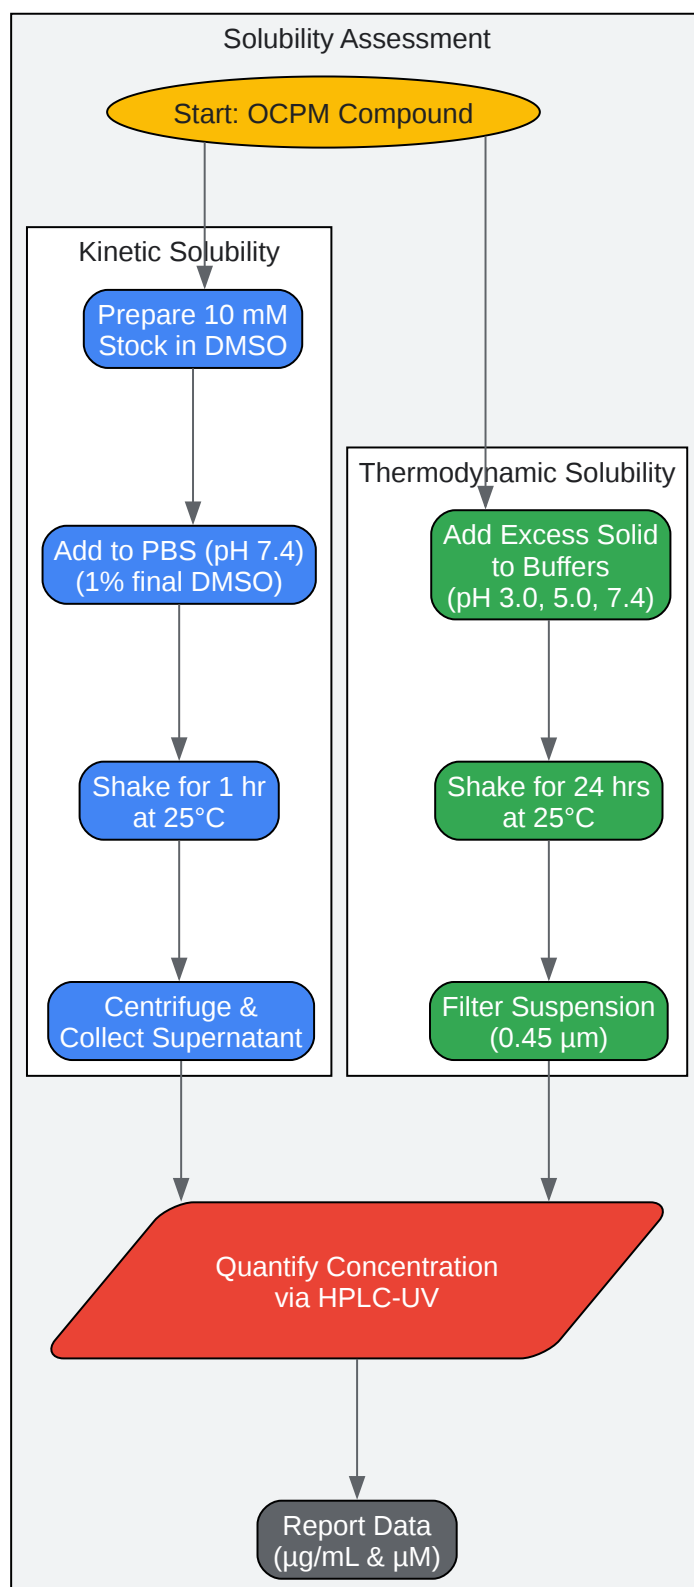 Solubility Assessment
Start: OCPM Compound
Kinetic Solubility
Prepare 10 mM
Stock in DMSO
Add to PBS (pH 7.4)
(1% final DMSO)
Shake for 1 hr
at 25°C
Centrifuge &
Collect Supernatant
Thermodynamic Solubility
Add Excess Solid
to Buffers
(pH 3.0, 5.0, 7.4)
Shake for 24 hrs
at 25°C
Filter Suspension
(0.45 µm)
Quantify Concentration
via HPLC-UV
Report Data
(µg/mL & µM)